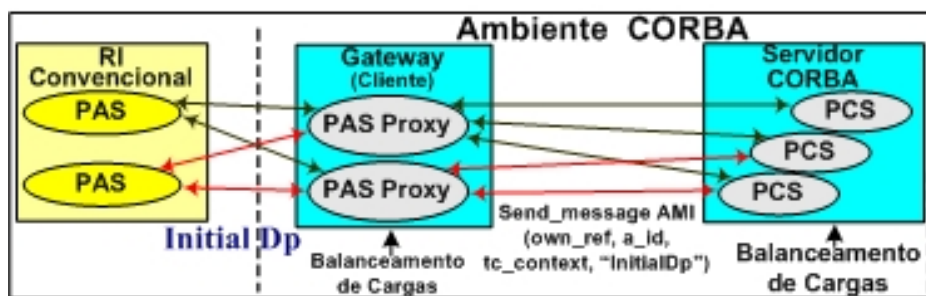 Ambiente CORBA
RI
Convencional
PAS
PAS
Initial Dp
Gateway
(Cliente)
PAS Proxy
PAS Proxy
Balanceamento
de Cargas
Send_message AMI
(own_ref, a_id,
tc_context, “InitialDp”)
Servidor
CORBA
PCS
PCS
PCS
Balanceamento
de Cargas